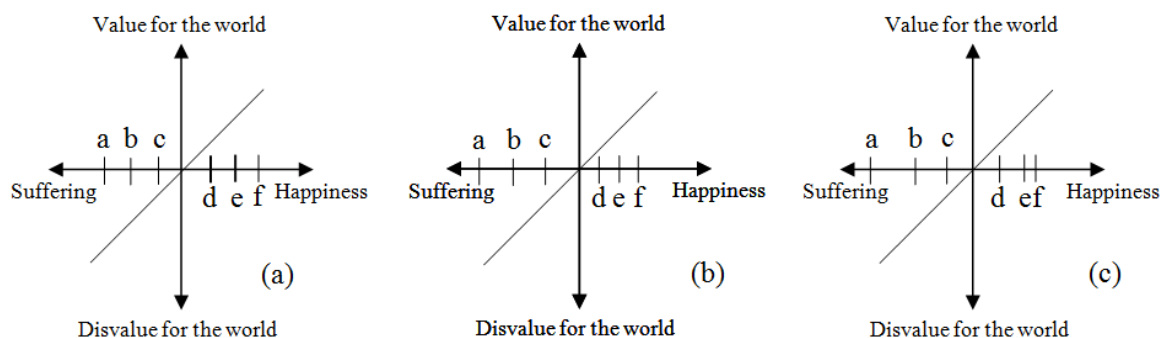 Value for the world
a b c
Suffering
d e f
Happiness
(a)
Disvalue for the world
Value for the world
a b c
Suffering
d e f
Happiness
(b)
Disvalue for the world
Value for the world
a b c
Suffering
d e f
Happiness
(c)
Disvalue for the world